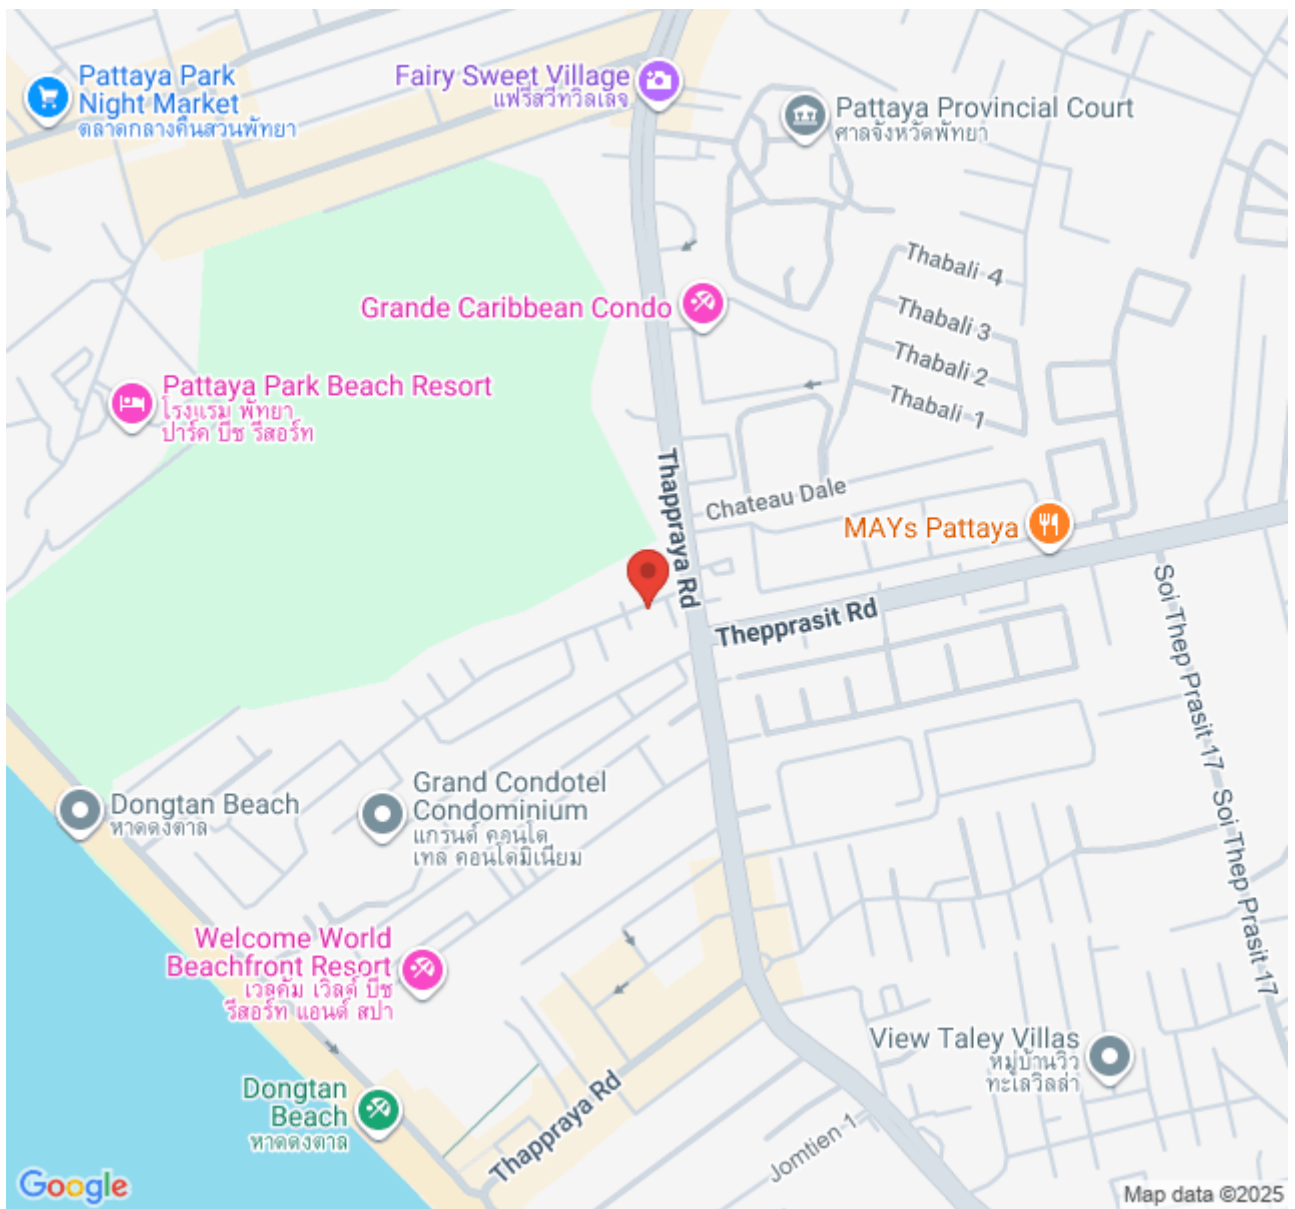 Pattaya Park
Night Market
ตลาดกลางคืนสวนพัทยา
Fairy Sweet Village
แฟรีสวีทวิลเลจ
Pattaya Provincial Court
ศาลจังหวัดพัทยา
Thabali 4
Thabali 3
Thabali 2
Thabali 1
Grande Caribbean Condo
Pattaya Park Beach Resort
โรงแรม พัทยา
ปาร์ค บีช รีสอร์ท
Thappraya Rd
Chateau Dale
MAYs Pattaya
Thepprasit Rd
Soi Thep Prasit 17
Soi Thep Prasit 17
Dongtan Beach
หาดดงตาล
Grand Condotel
Condominium
แกรนด์ คอนโด
เทล คอนโดมิเนียม
Welcome World
Beachfront Resort
เวลคัม เวิลด์ บีช
รีสอร์ท แอนด์ สปา
View Taley Villas
หมู่บ้านวิว
ทะเลวิลล่า
Dongtan
Beach
หาดดงตาล
Thappraya Rd
Jomtien 1
Google
Map data ©2025